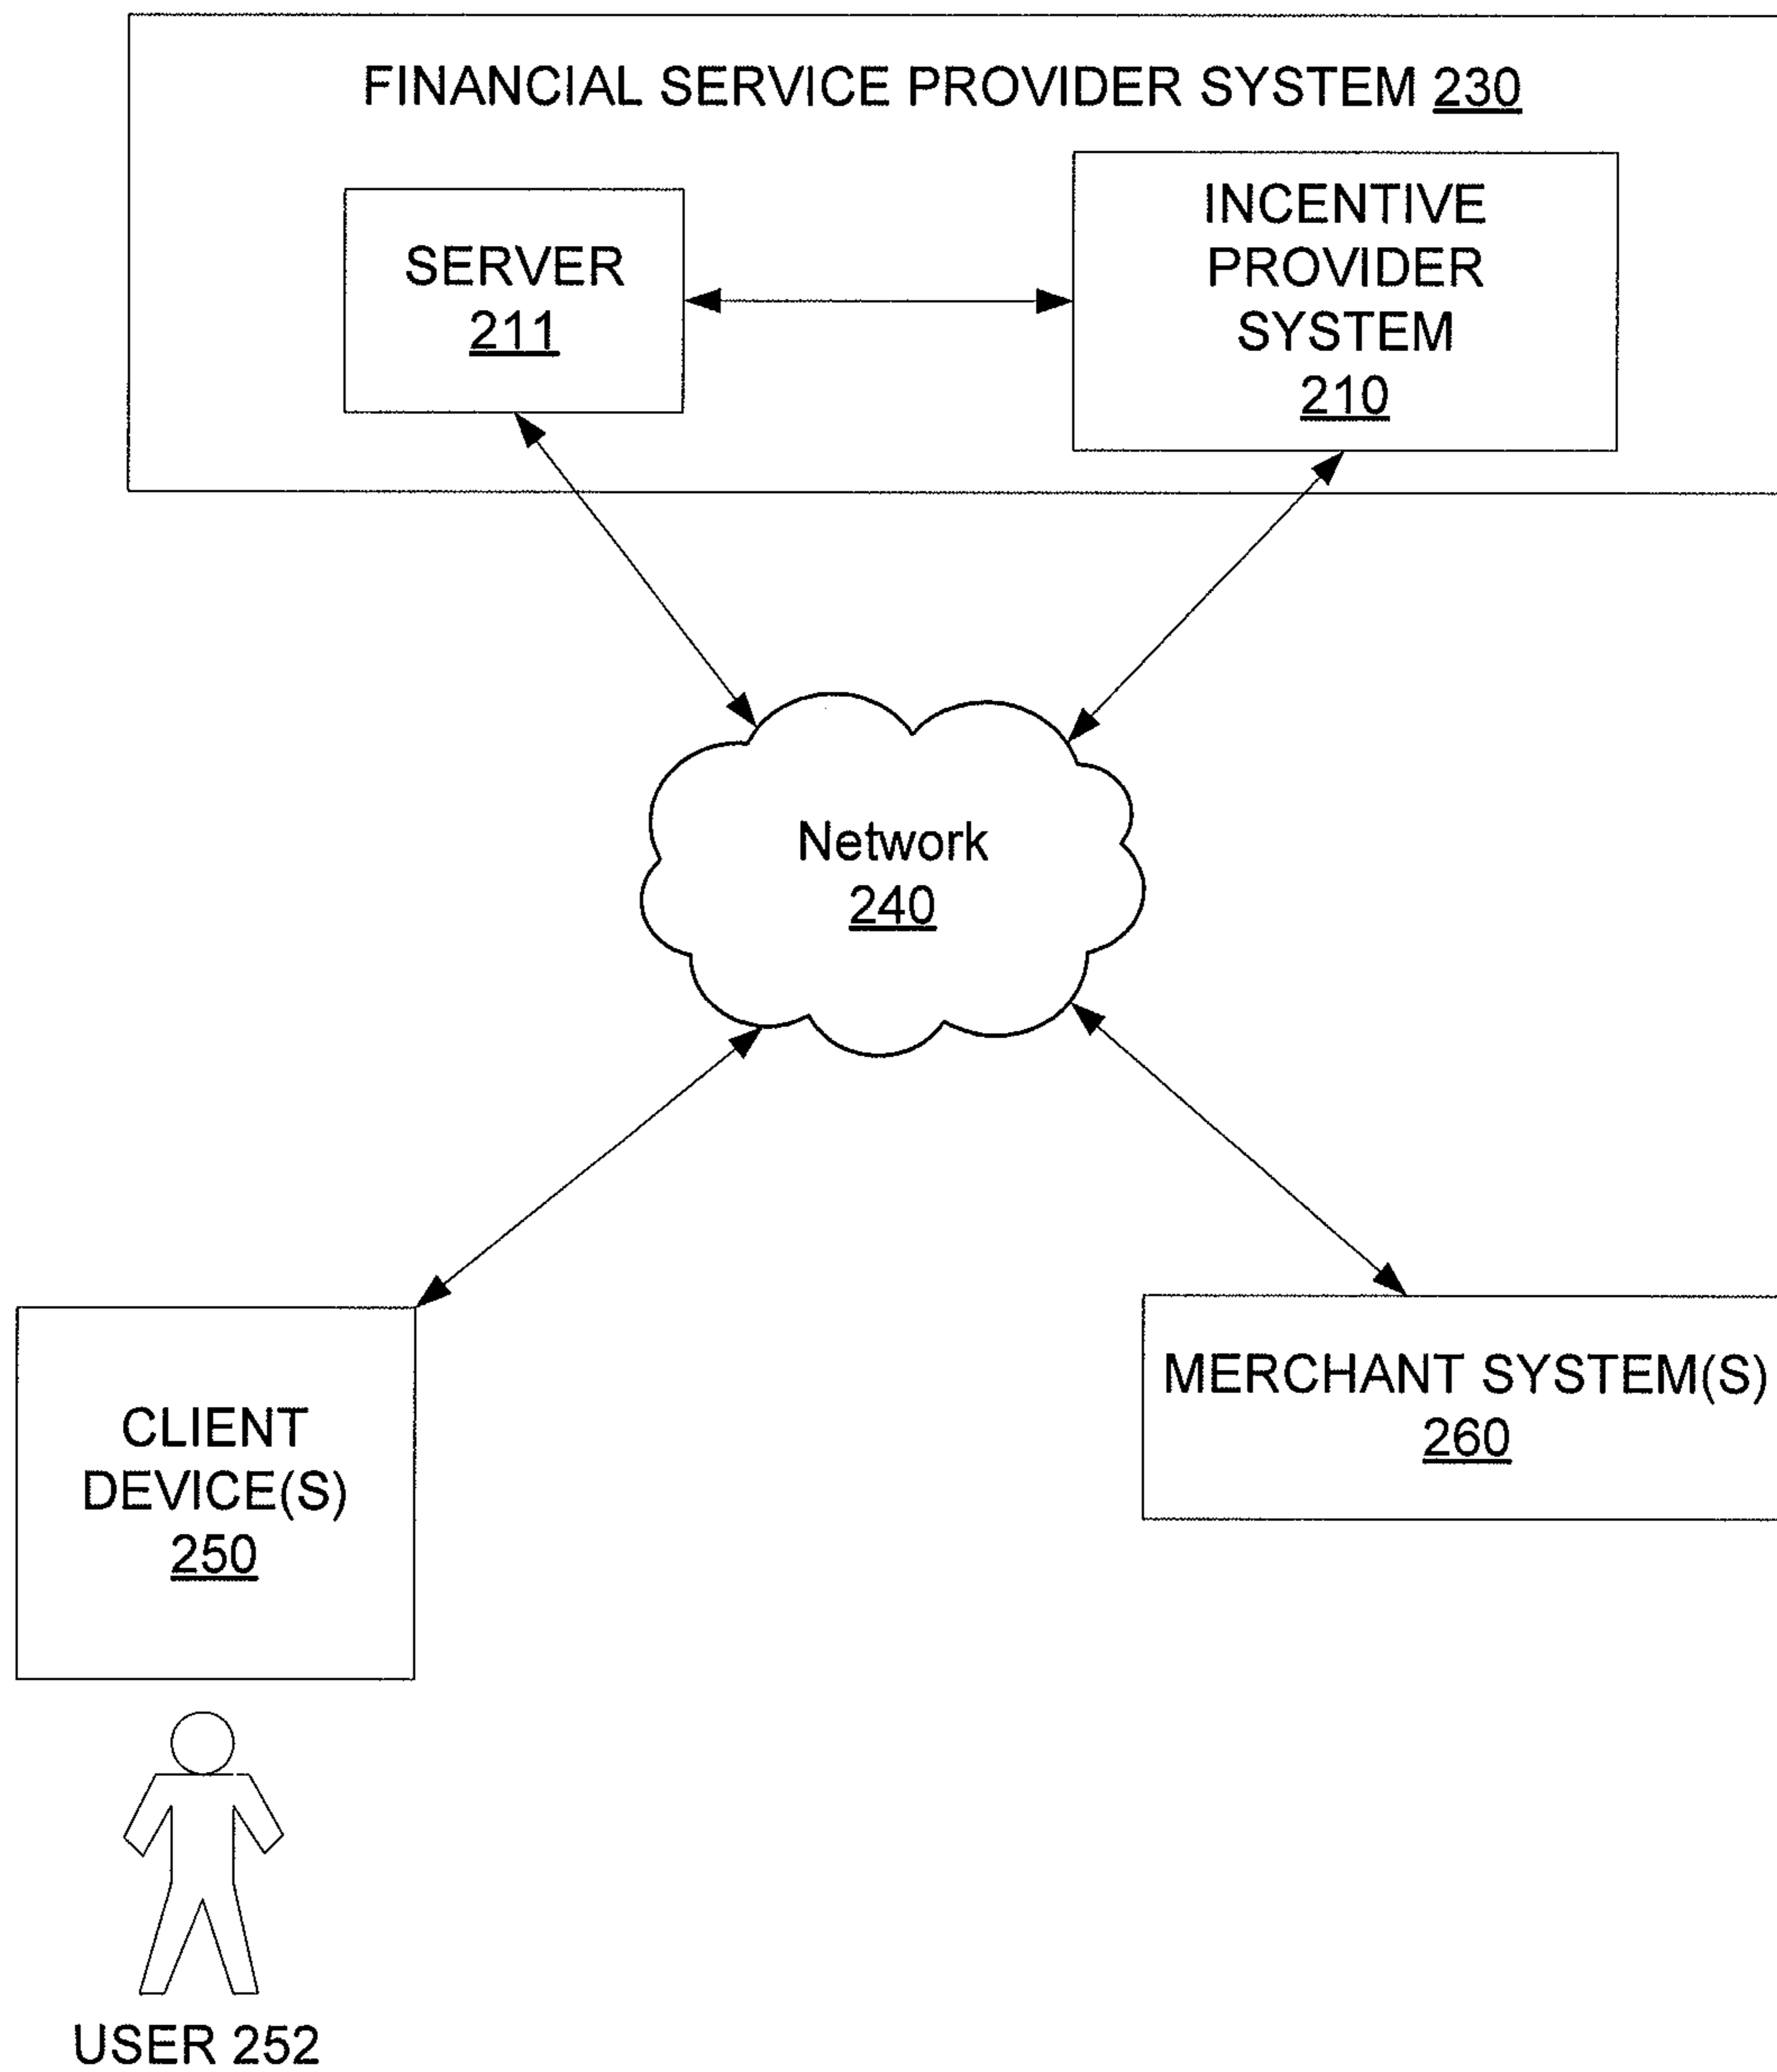 FINANCIAL SERVICE PROVIDER SYSTEM 230
SERVER
211
INCENTIVE
PROVIDER
SYSTEM
210
Network
240
CLIENT
DEVICE(S)
250
MERCHANT SYSTEM(S)
260
USER 252